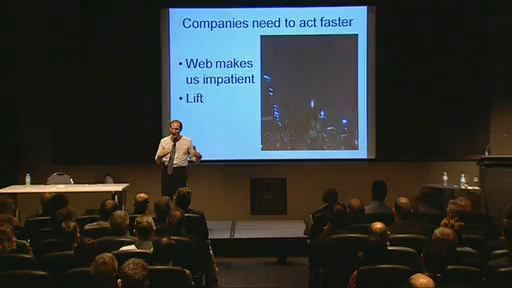 Companies need to act faster
• Web makes
us impatient
• Lift